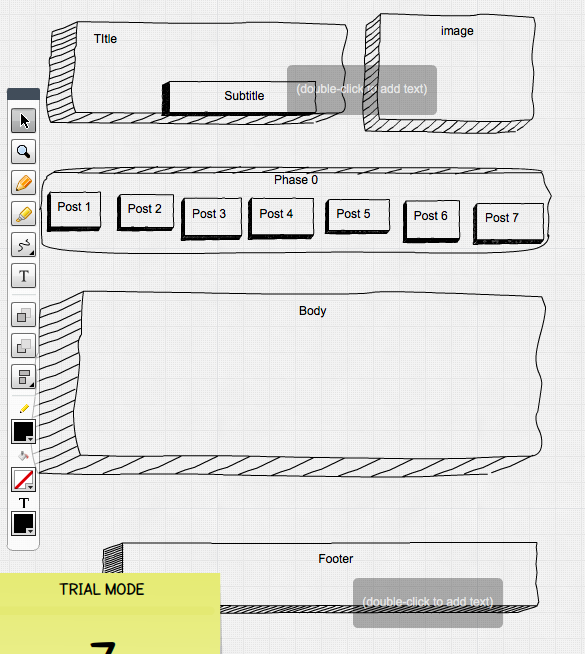 TItle
image
(double-click to add text)
Subtitle
Phase 0
Post 1
Post 2
Post 3
Post 4
Post 5
Post 6
Post 7
T
Body
T
Footer
TRIAL MODE
(double-click to add text)